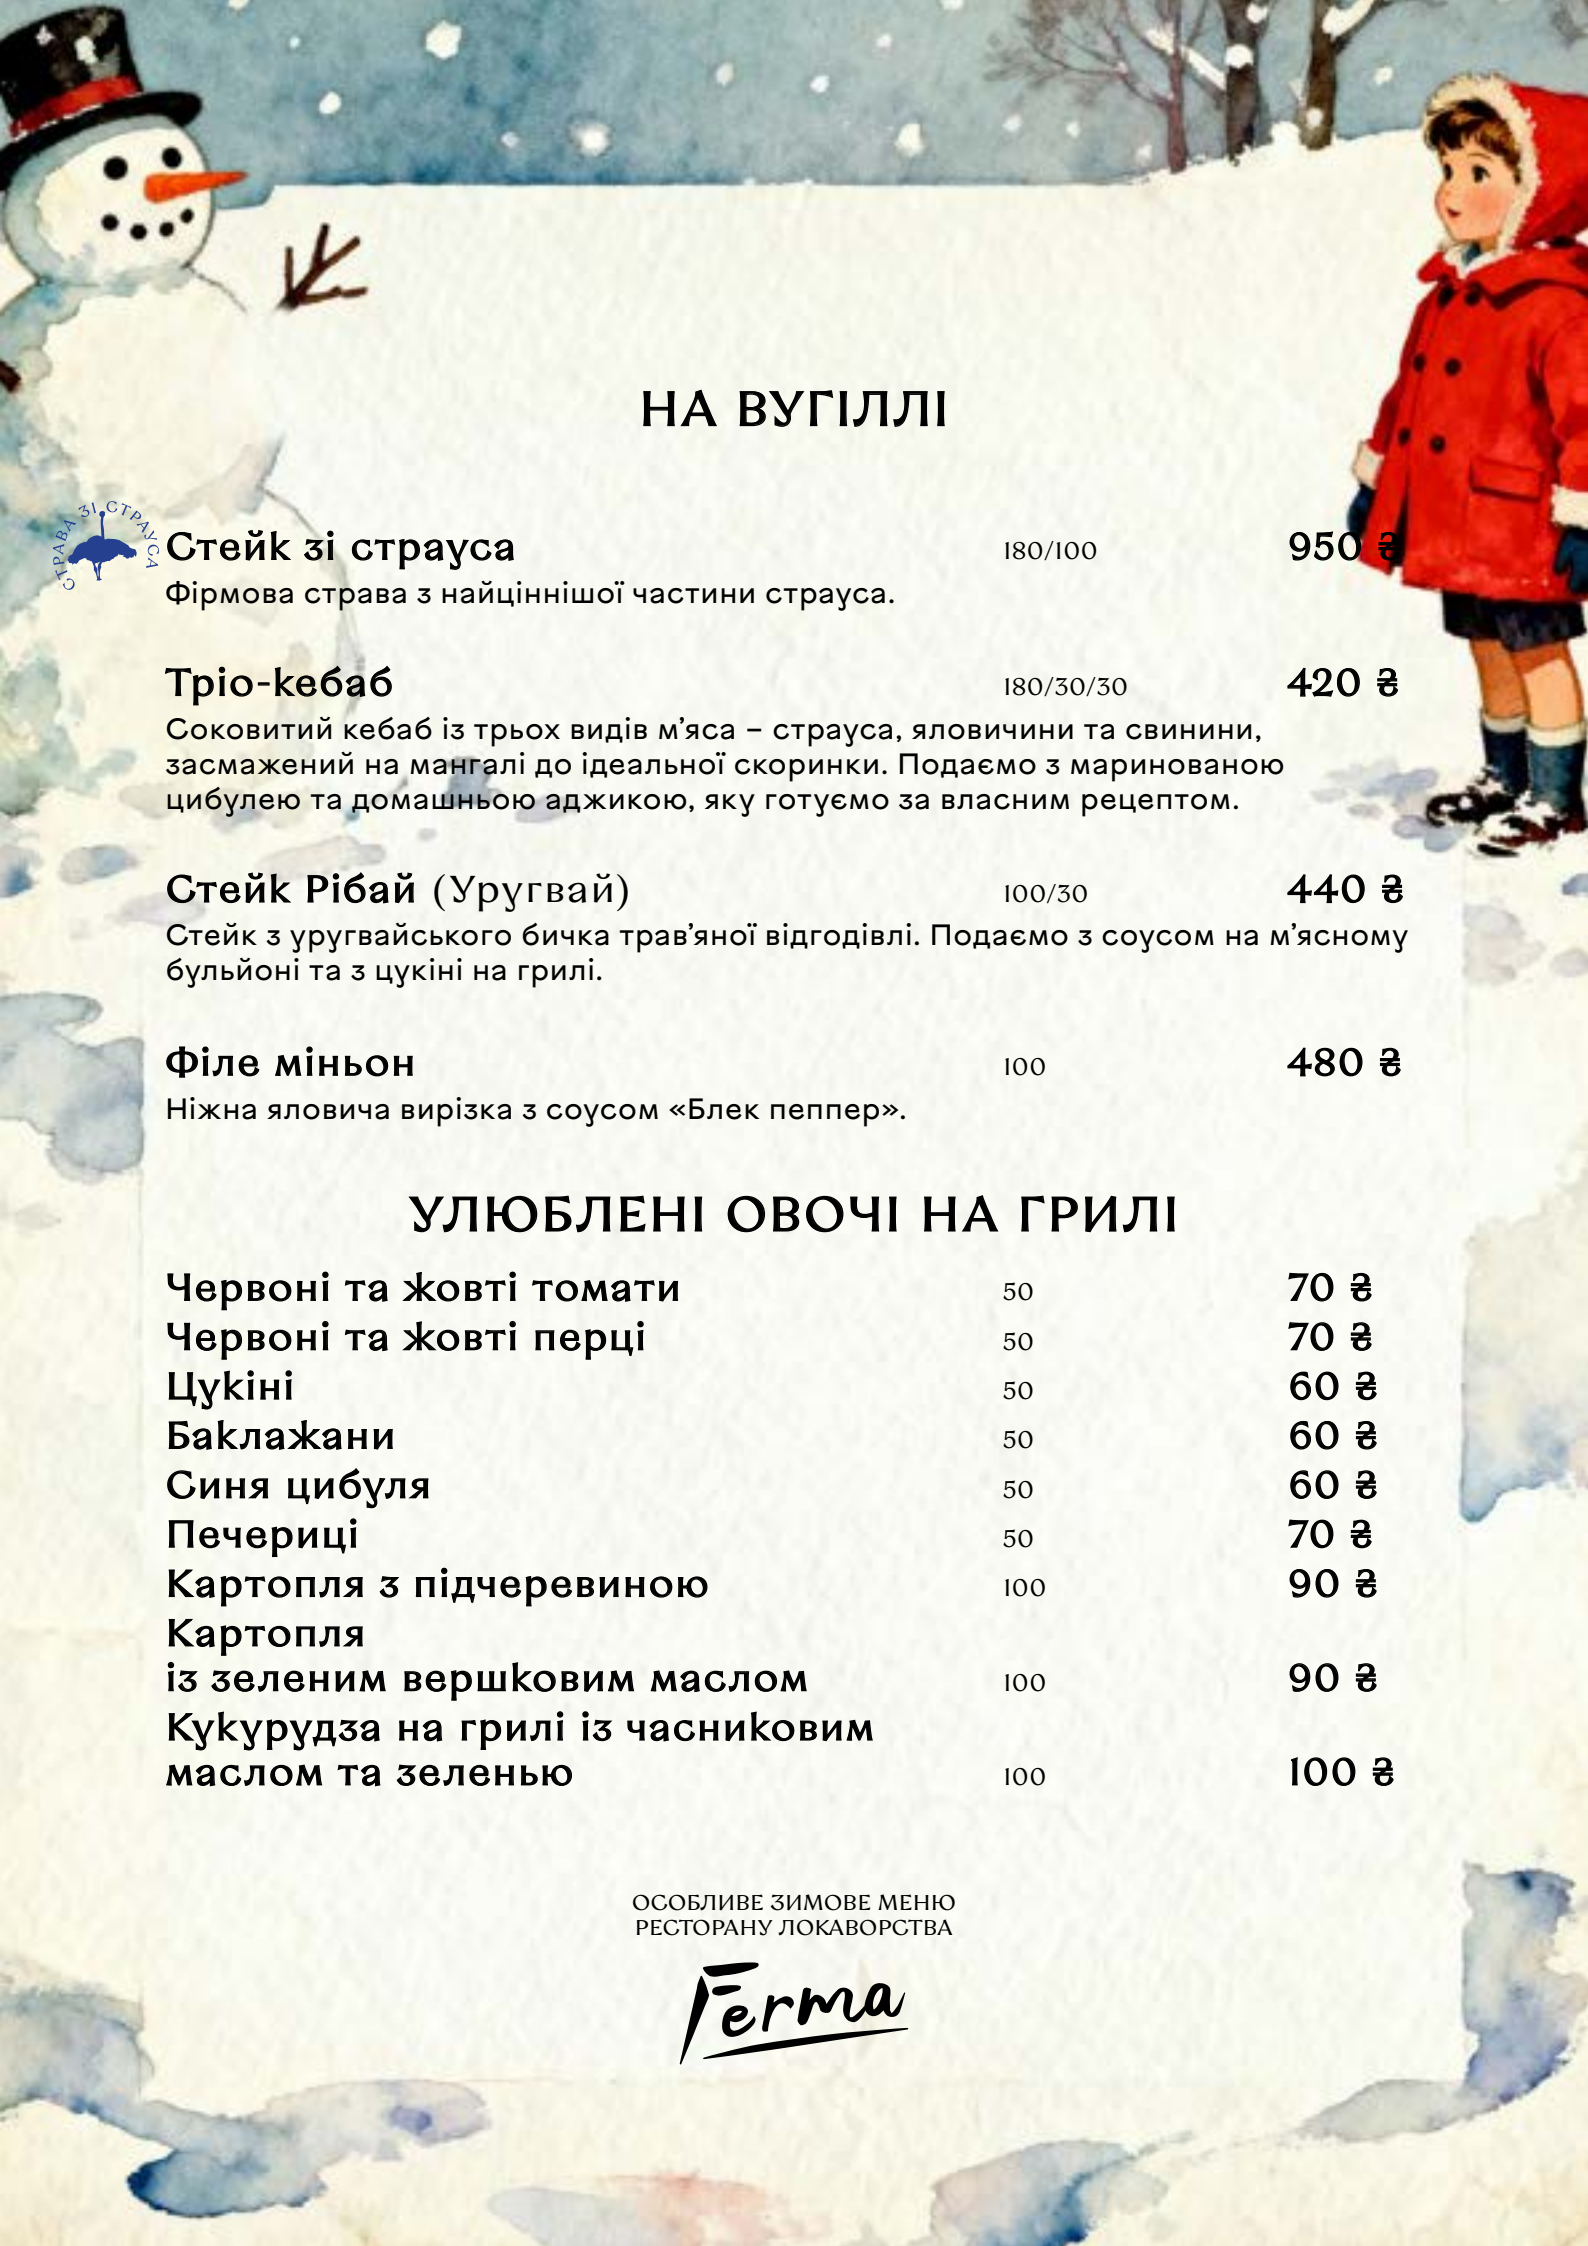 НА ВУГІЛЛІ
СТРАВА ЗІ СТРАУСА
Стейк зі страуса 180/100 950 ₴
Фірмова страва з найціннішої частини страуса.
Тріо-кебаб 180/30/30 420 ₴
Соковитий кебаб із трьох видів м’яса – страуса, яловичини та свинини,
засмажений на мангалі до ідеальної скоринки. Подаємо з маринованою
цибулею та домашньою аджикою, яку готуємо за власним рецептом.
Стейк Рібай (Уругвай) 100/30 440 ₴
Стейк з уругвайського бичка трав’яної відгодівлі. Подаємо з соусом на м’ясному
бульйоні та з цукіні на грилі.
Філе міньон 100 480 ₴
Ніжна яловича вирізка з соусом «Блек пеппер».
УЛЮБЛЕНІ ОВОЧІ НА ГРИЛІ
Червоні та жовті томати 50 70 ₴
Червоні та жовті перці 50 70 ₴
Цукіні 50 60 ₴
Баклажани 50 60 ₴
Синя цибуля 50 60 ₴
Печериці 50 70 ₴
Картопля з підчеревиною 100 90 ₴
Картопля
із зеленим вершковим маслом 100 90 ₴
Кукурудза на грилі із часниковим
маслом та зеленью 100 100 ₴
ОСОБЛИВЕ ЗИМОВЕ МЕНЮ
РЕСТОРАНУ ЛОКАВОРСТВА
Ferma